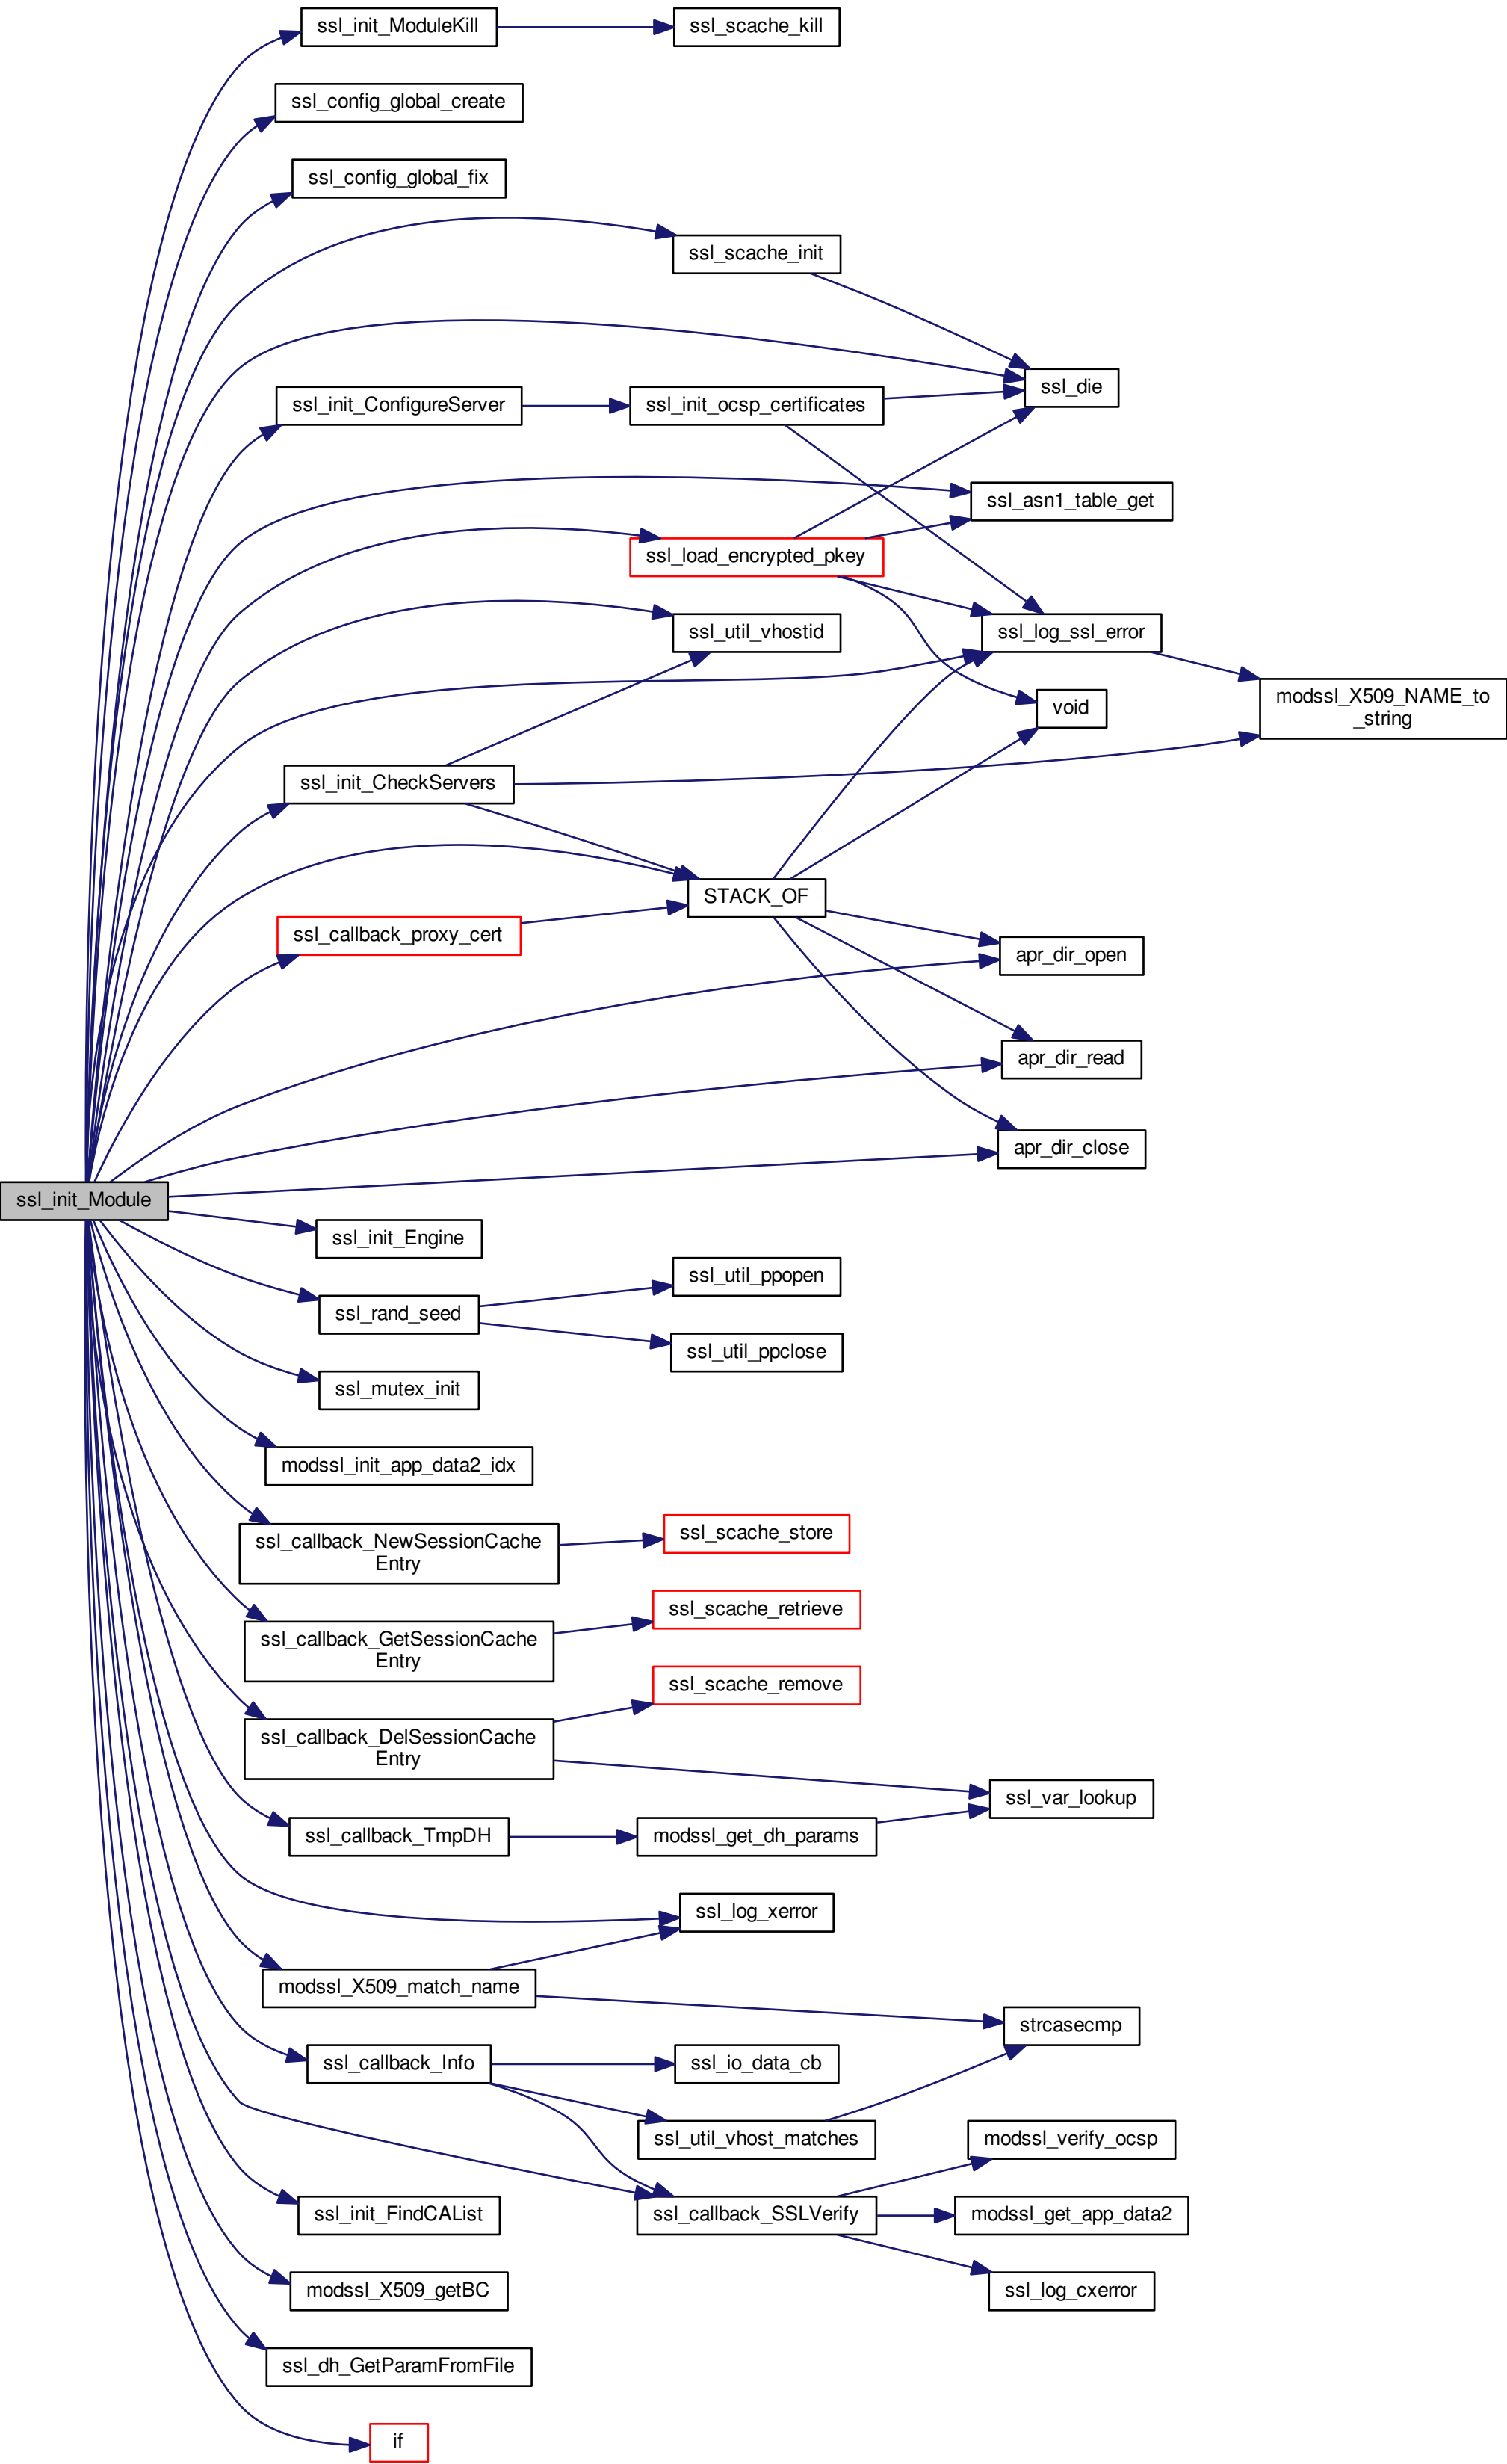 ssl_init_ModuleKill
ssl_scache_kill
ssl_config_global_create
ssl_config_global_fix
ssl_scache_init
ssl_die
ssl_init_ConfigureServer
ssl_init_ocsp_certificates
ssl_asn1_table_get
ssl_load_encrypted_pkey
ssl_util_vhostid
ssl_log_ssl_error
void
modssl_X509_NAME_to
_string
ssl_init_CheckServers
STACK_OF
ssl_callback_proxy_cert
apr_dir_open
apr_dir_read
apr_dir_close
ssl_init_Module
ssl_init_Engine
ssl_util_ppopen
ssl_rand_seed
ssl_util_ppclose
ssl_mutex_init
modssl_init_app_data2_idx
ssl_callback_NewSessionCache
Entry
ssl_scache_store
ssl_callback_GetSessionCache
Entry
ssl_scache_retrieve
ssl_scache_remove
ssl_callback_DelSessionCache
Entry
ssl_var_lookup
ssl_callback_TmpDH
modssl_get_dh_params
ssl_log_xerror
modssl_X509_match_name
strcasecmp
ssl_callback_Info
ssl_io_data_cb
ssl_util_vhost_matches
modssl_verify_ocsp
ssl_init_FindCAList
ssl_callback_SSLVerify
modssl_get_app_data2
modssl_X509_getBC
ssl_log_cxerror
ssl_dh_GetParamFromFile
if